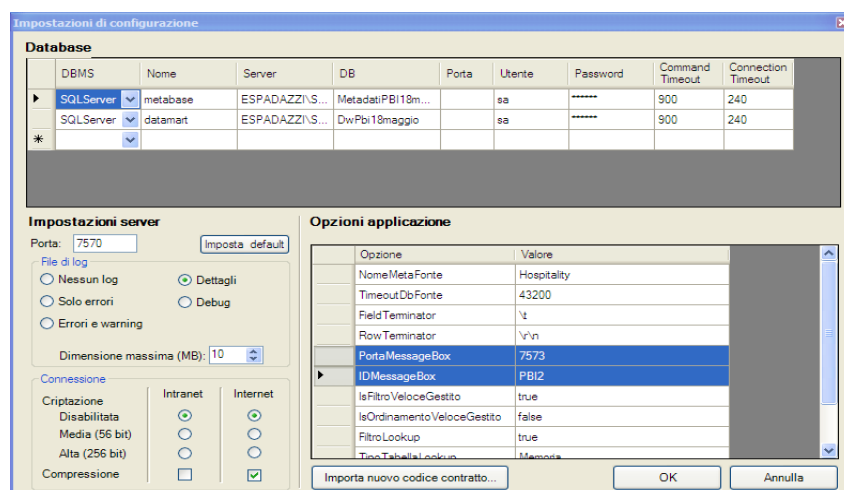 Impostazioni di configurazione
Database
DBMS Nome Server DB Porta Utente Password Command Timeout Connection Timeout
SQLServer metabase ESPADAZZI\S... MetadatiPBI18m... sa ****** 900 240
SQLServer datamart ESPADAZZI\S... DwPbi18maggio sa ****** 900 240
Impostazioni server
Porta: 7570 Imposta default
File di log
Nessun log Dettagli
Solo errori Debug
Errori e warning
Dimensione massima (MB): 10
Connessione
Criptazione Intranet Internet
Disabilitata
Media (56 bit)
Alta (256 bit)
Compressione
Opzioni applicazione
Opzione Valore
NomeMetaFonte Hospitality
TimeoutDbFonte 43200
FieldTerminator \t
RowTerminator \r\n
PortaMessageBox 7573
IDMessageBox PBI2
IsFiltroVeloceGestito true
IsOrdinamentoVeloceGestito false
FiltroLookup true
TipoTabellaLookup Memoria
Importa nuovo codice contratto... OK Annulla